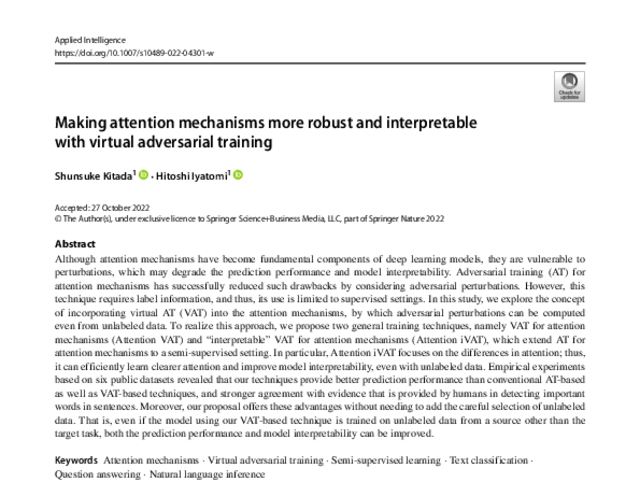 Applied Intelligence
https://doi.org/10.1007/s10489-022-04301-w
Check for
updates
Making attention mechanisms more robust and interpretable
with virtual adversarial training
Shunsuke Kitada1 · Hitoshi Iyatomi1
Accepted: 27 October 2022
© The Author(s), under exclusive licence to Springer Science+Business Media, LLC, part of Springer Nature 2022
Abstract
Although attention mechanisms have become fundamental components of deep learning models, they are vulnerable to
perturbations, which may degrade the prediction performance and model interpretability. Adversarial training (AT) for
attention mechanisms has successfully reduced such drawbacks by considering adversarial perturbations. However, this
technique requires label information, and thus, its use is limited to supervised settings. In this study, we explore the concept
of incorporating virtual AT (VAT) into the attention mechanisms, by which adversarial perturbations can be computed
even from unlabeled data. To realize this approach, we propose two general training techniques, namely VAT for attention
mechanisms (Attention VAT) and “interpretable” VAT for attention mechanisms (Attention iVAT), which extend AT for
attention mechanisms to a semi-supervised setting. In particular, Attention iVAT focuses on the differences in attention; thus,
it can efficiently learn clearer attention and improve model interpretability, even with unlabeled data. Empirical experiments
based on six public datasets revealed that our techniques provide better prediction performance than conventional AT-based
as well as VAT-based techniques, and stronger agreement with evidence that is provided by humans in detecting important
words in sentences. Moreover, our proposal offers these advantages without needing to add the careful selection of unlabeled
data. That is, even if the model using our VAT-based technique is trained on unlabeled data from a source other than the
target task, both the prediction performance and model interpretability can be improved.
Keywords Attention mechanisms · Virtual adversarial training · Semi-supervised learning · Text classification ·
Question answering · Natural language inference